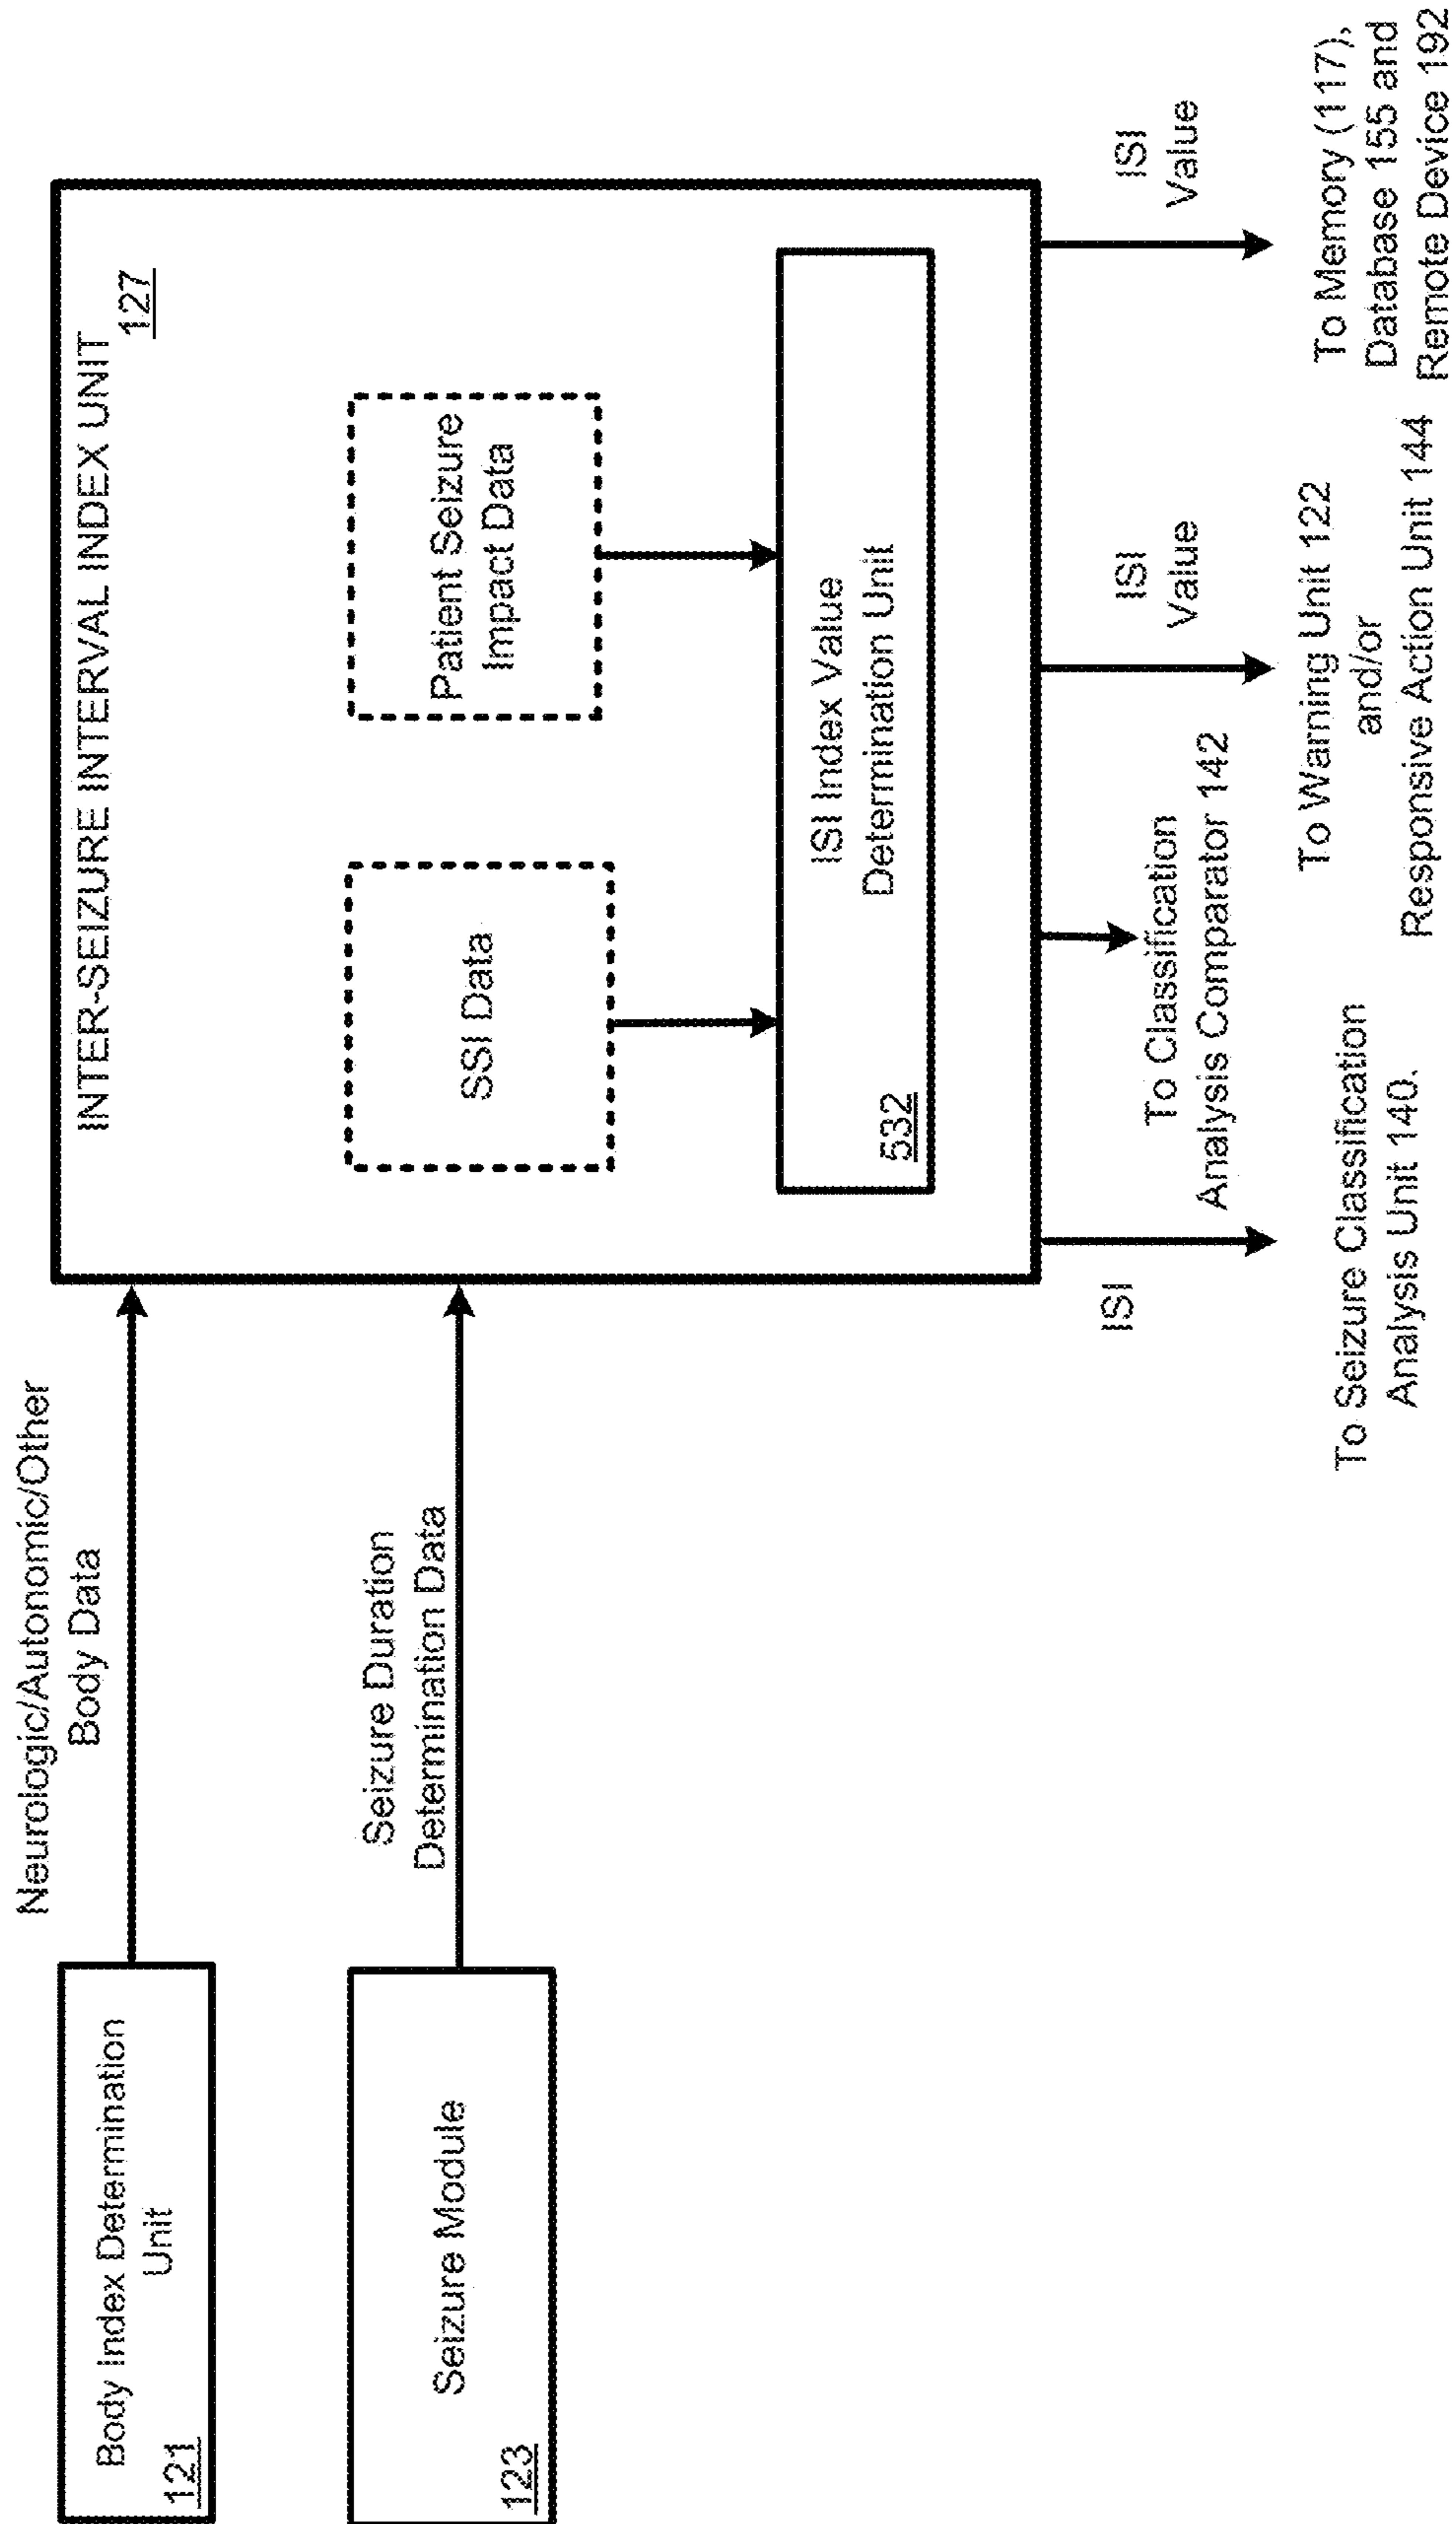 Body Index Determination
Unit
121
Neurologic/Autonomic/Other
Body Data
Seizure Module
123
Seizure Duration
Determination Data
INTER-SEIZURE INTERVAL INDEX UNIT
127
SSI Data
Patient Seizure
Impact Data
ISI Index Value
Determination Unit
532
ISI
To Seizure Classification
Analysis Unit 140.
To Classification
Analysis Comparator 142
ISI
Value
To Warning Unit 122
and/or
Responsive Action Unit 144
ISI
Value
To Memory (117),
Database 155 and
Remote Device 192